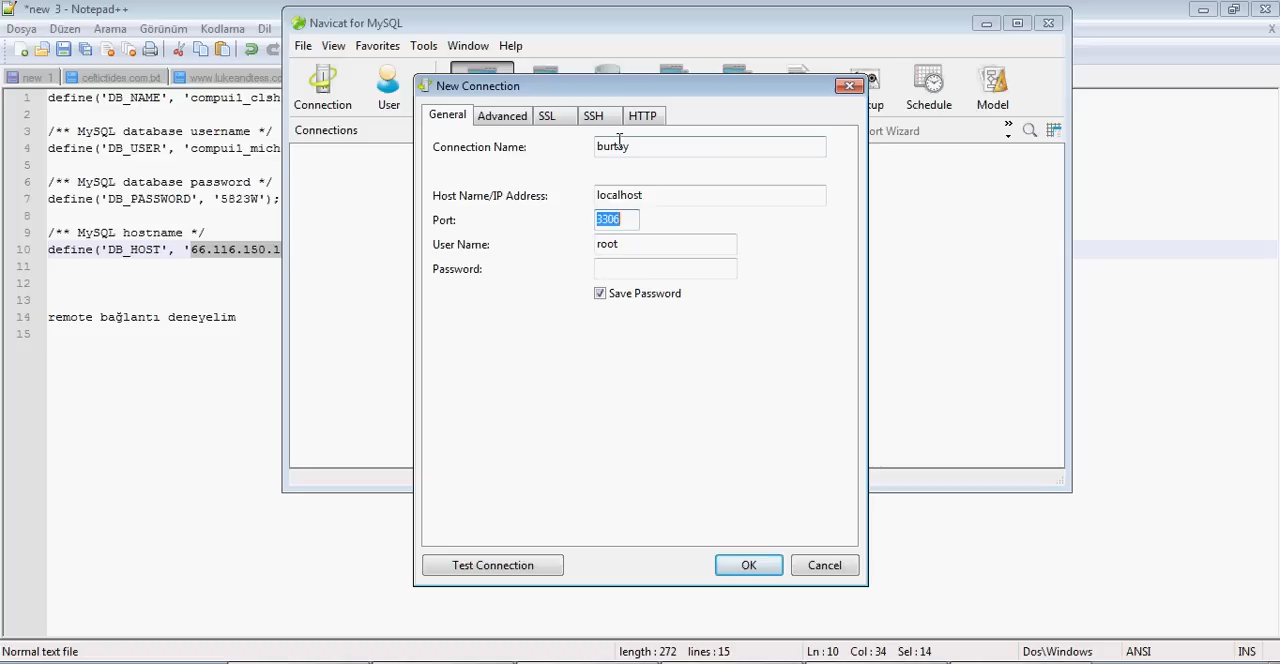 *new 3 - Notepad++
Dosya Düzen Arama Görünüm Kodlama Dil
new 1 celtictides.com.txt www.lukeandtess.co
1 define('DB_NAME', 'compui1_clsh
2
3 /** MySQL database username */
4 define('DB_USER', 'compui1_mich
5
6 /** MySQL database password */
7 define('DB_PASSWORD', '5823W');
8
9 /** MySQL hostname */
10 define('DB_HOST', '66.116.150.1
11
12
13
14 remote bağlantı deneyelim
15
Navicat for MySQL
File View Favorites Tools Window Help
Connection User Schedule Model
Connections
ort Wizard
New Connection
General Advanced SSL SSH HTTP
Connection Name:
Host Name/IP Address: localhost
Port: 3306
User Name: root
Password:
Save Password
Test Connection OK Cancel
Normal text file length : 272 lines : 15 Ln : 10 Col : 34 Sel : 14 Dos\Windows ANSI INS